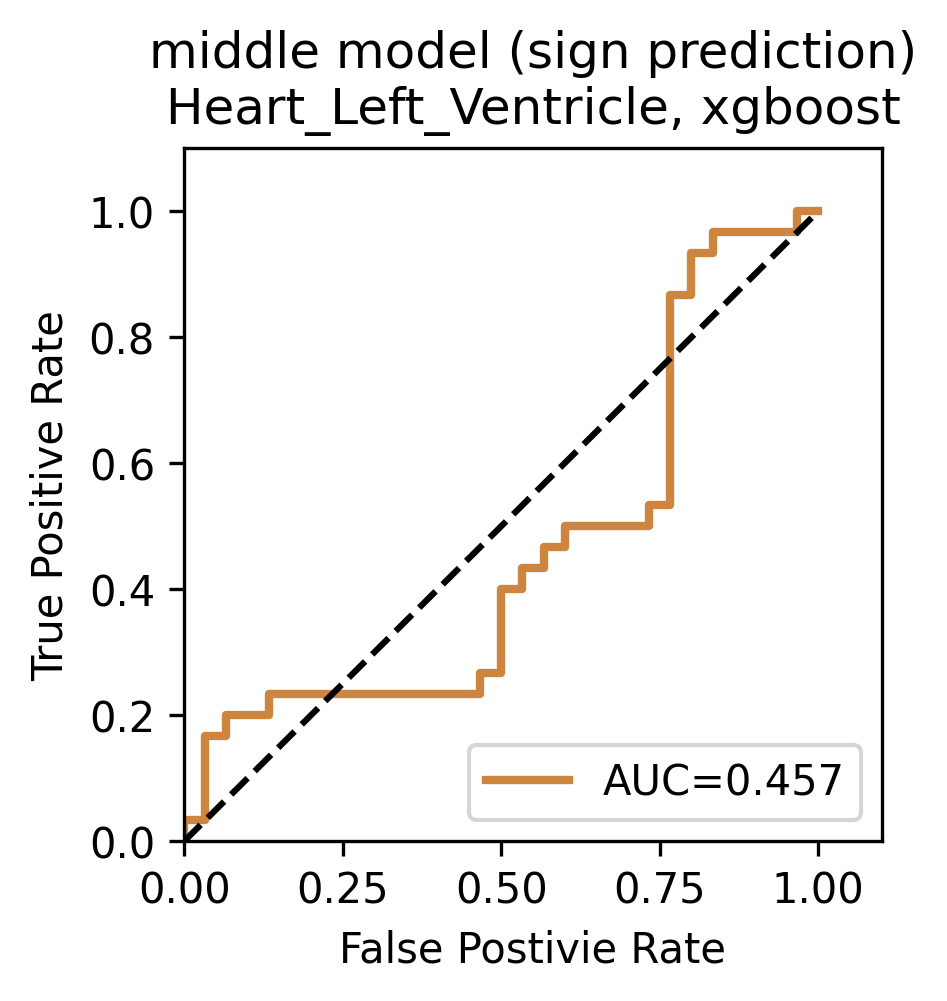 middle model (sign prediction)
Heart_Left_Ventricle, xgboost
1.0
0.8
0.6
0.4
0.2
0.0
True Positive Rate
AUC=0.457
0.00 0.25 0.50 0.75 1.00
False Postivie Rate